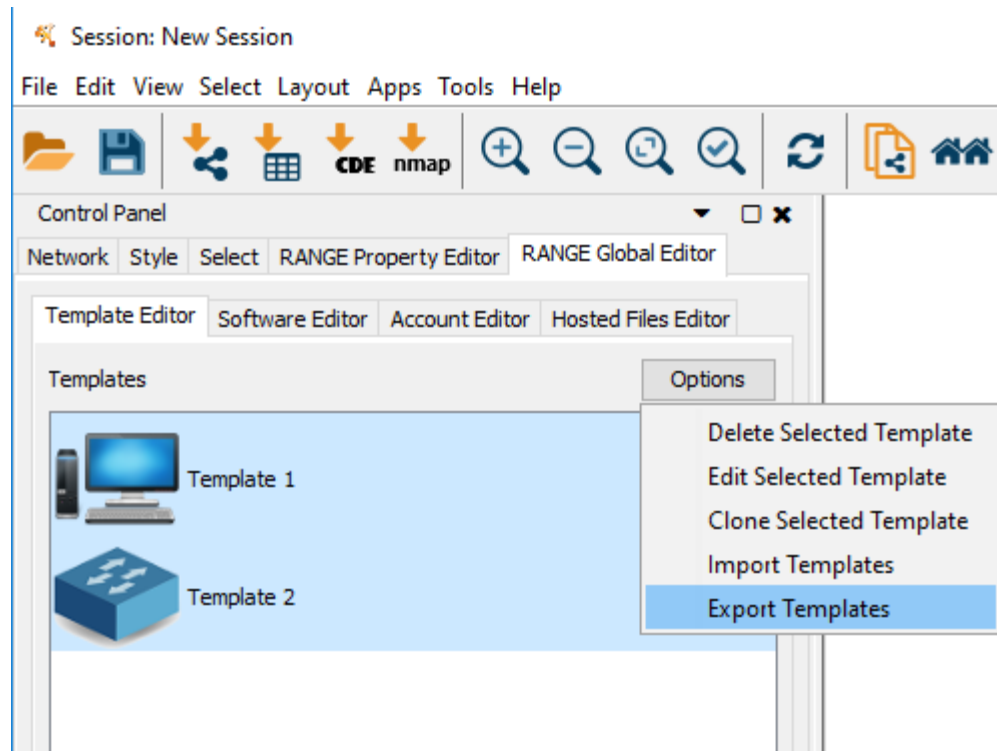 Session: New Session
File Edit View Select Layout Apps Tools Help
CDE nmap
Control Panel
Network Style Select RANGE Property Editor RANGE Global Editor
Template Editor Software Editor Account Editor Hosted Files Editor
Templates Options
Delete Selected Template
Template 1 Edit Selected Template
Clone Selected Template
Import Templates
Template 2 Export Templates